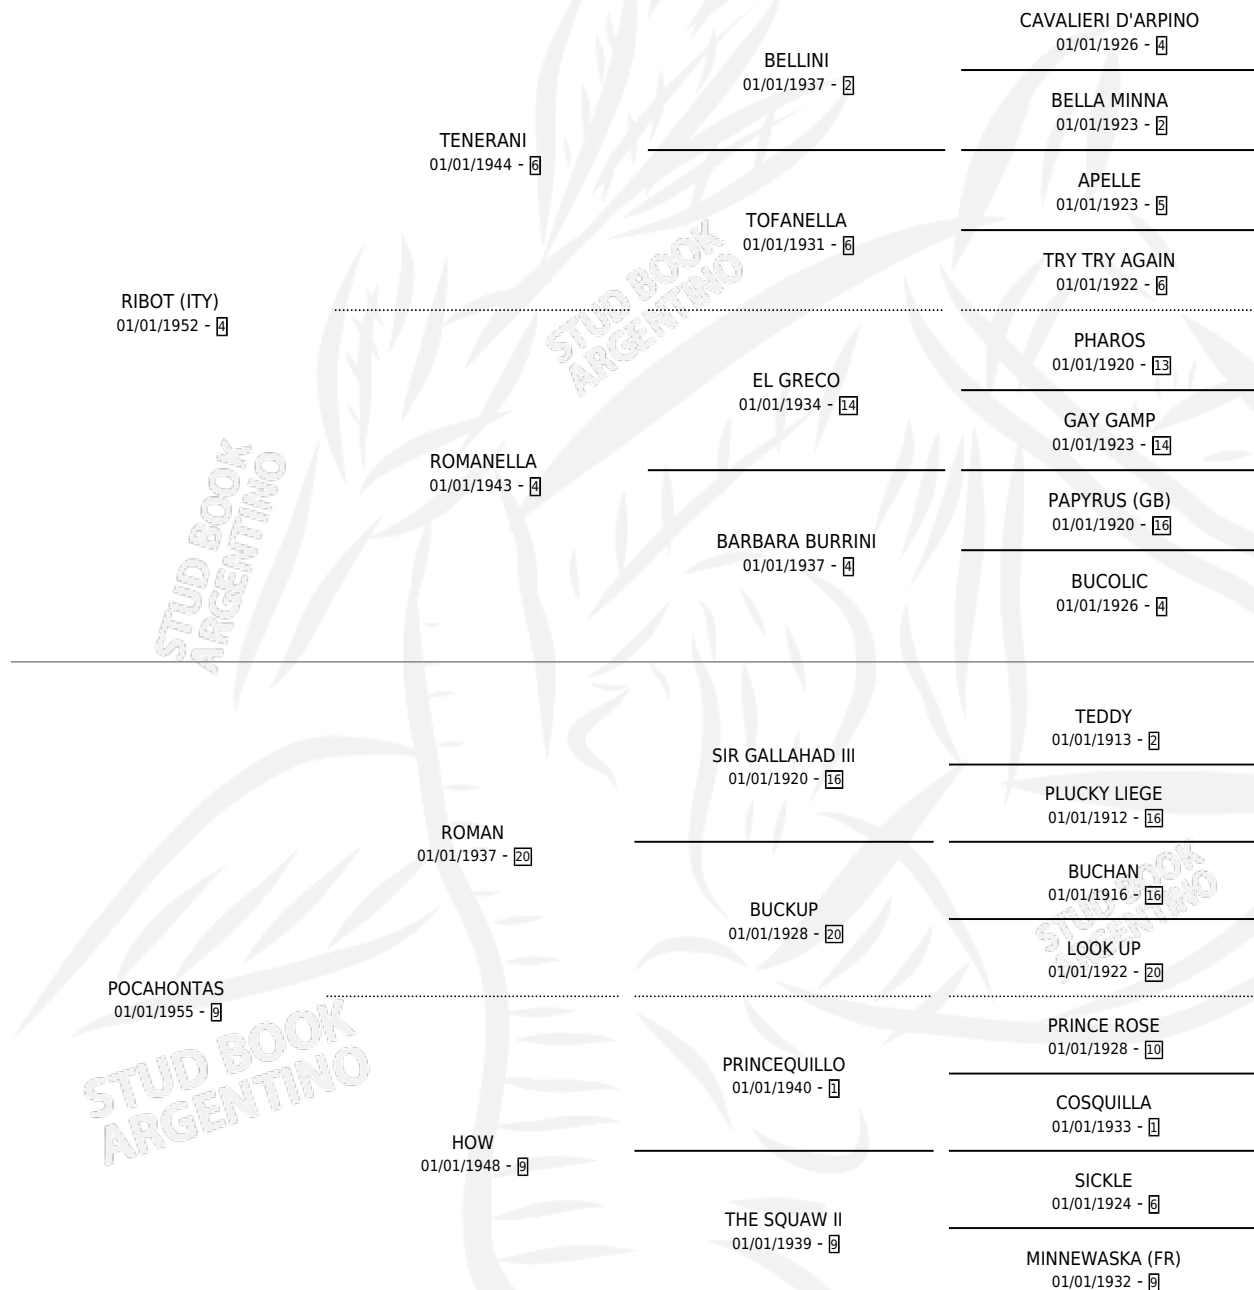 CAVALIERI D'ARPINO
01/01/1926 - 4
BELLINI
01/01/1937 - 2
BELLA MINNA
01/01/1923 - 2
TENERANI
01/01/1944 - 6
APELLE
01/01/1923 - 5
TOFANELLA
01/01/1931 - 6
TRY TRY AGAIN
01/01/1922 - 6
RIBOT (ITY)
01/01/1952 - 4
PHAROS
01/01/1920 - 13
EL GRECO
01/01/1934 - 14
GAY GAMP
01/01/1923 - 14
ROMANELLA
01/01/1943 - 4
PAPYRUS (GB)
01/01/1920 - 16
BARBARA BURRINI
01/01/1937 - 4
BUCOLIC
01/01/1926 - 4
TEDDY
01/01/1913 - 2
SIR GALLAHAD III
01/01/1920 - 16
PLUCKY LIEGE
01/01/1912 - 16
ROMAN
01/01/1937 - 20
BUCHAN
01/01/1916 - 16
BUCKUP
01/01/1928 - 20
LOOK UP
01/01/1922 - 20
POCAHONTAS
01/01/1955 - 9
PRINCE ROSE
01/01/1928 - 10
PRINCEQUILLO
01/01/1940 - 1
COSQUILLA
01/01/1933 - 1
HOW
01/01/1948 - 9
SICKLE
01/01/1924 - 6
THE SQUAW II
01/01/1939 - 9
MINNEWASKA (FR)
01/01/1932 - 9
STUD BOOK
ARGENTINO
STUD BOOK
ARGENTINO
STUD BOOK
ARGENTINO
STUD BOOK
ARGENTINO